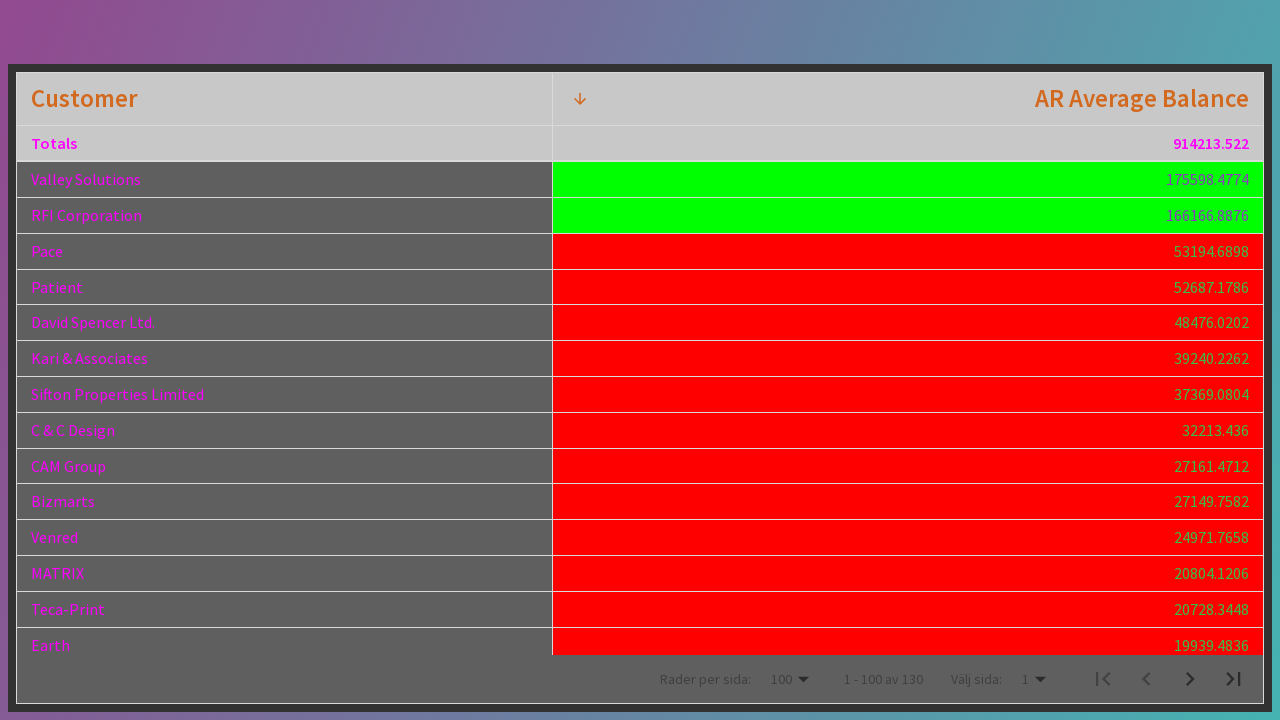 Customer AR Average Balance
Totals 914213.522
Valley Solutions 175598.4774
RFI Corporation 166166.8876
Pace 53194.6898
Patient 52687.1786
David Spencer Ltd 48476.0202
Kari & Associates 39240.2262
Sifton Properties Limited 37369.0804
C & C Design 32213.436
CAM Group 27161.4712
Bizmarts 27149.7582
Venred 24971.7658
MATRIX 20804.1206
Teca-Print 20728.3448
Earth 19939.4836
Rader per sida: 100 1 - 100 av 130 Välj sida: 1